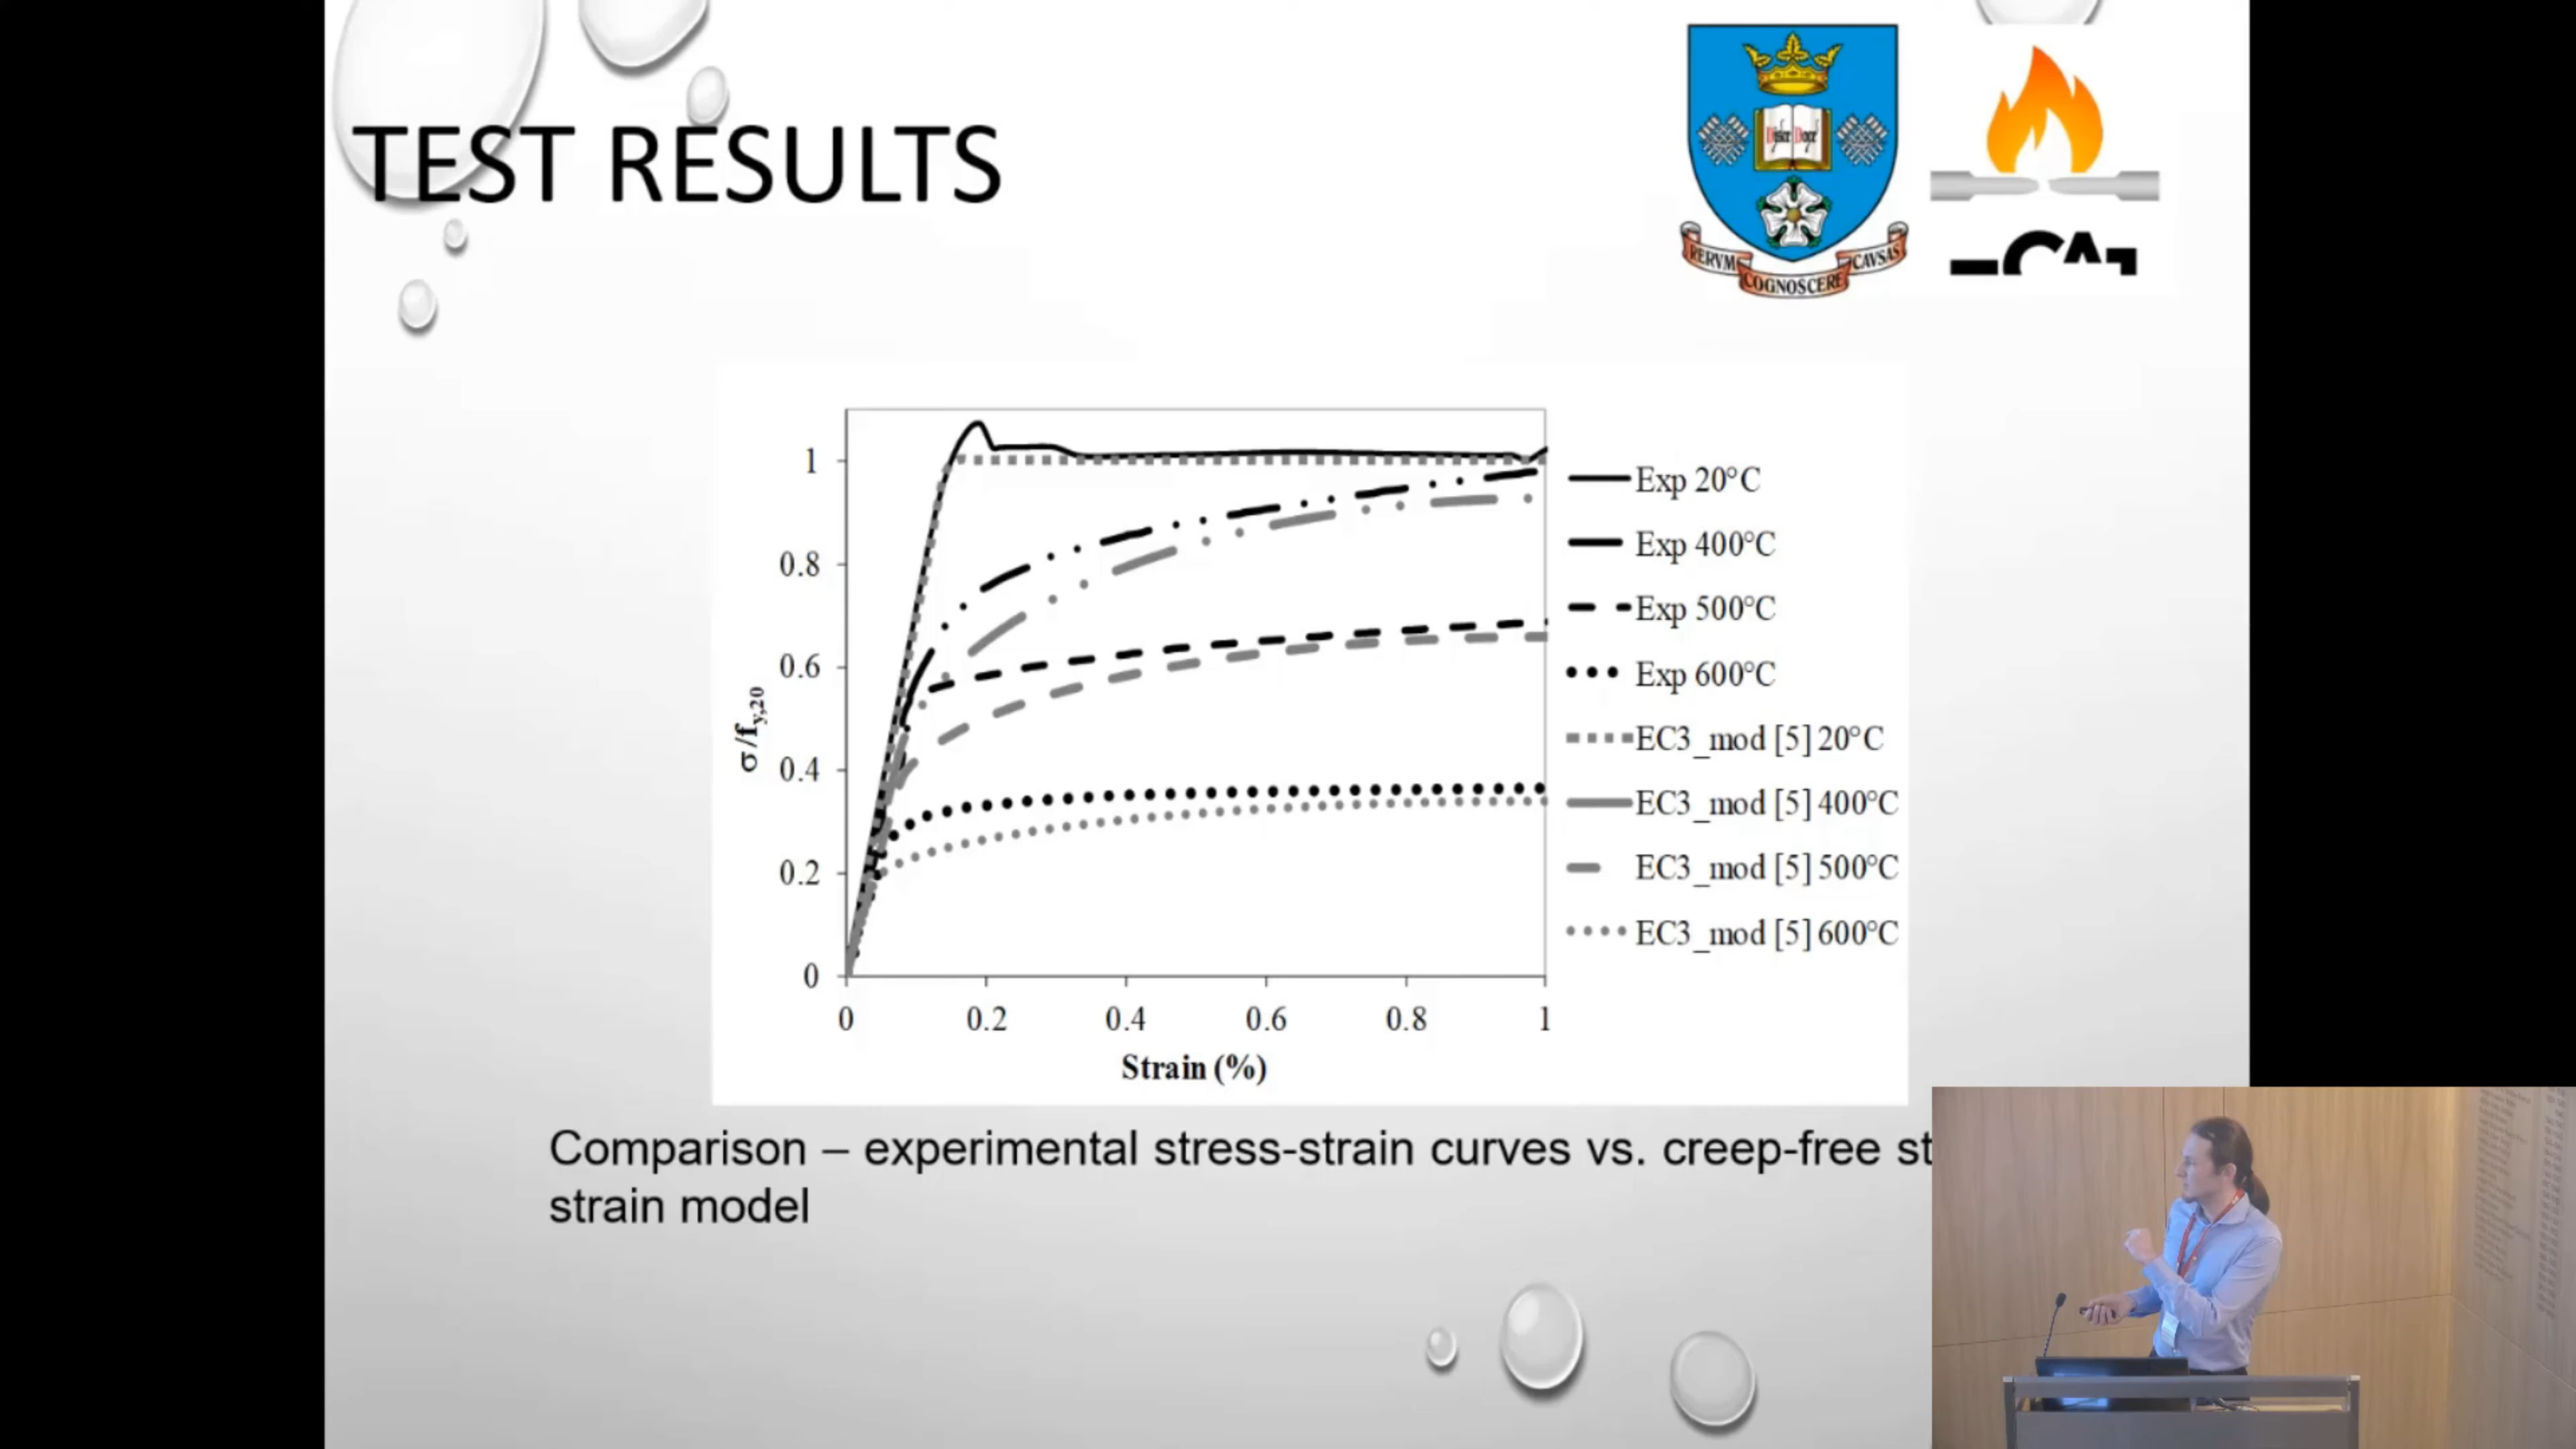 TEST RESULTS
Disce Doce
RERVM
COGNOSCERE
CAVSAS
1
0.8
0.6
0.4
0.2
0
σ/fy,20
0
0.2
0.4
0.6
0.8
1
Strain (%)
Exp 20°C
Exp 400°C
Exp 500°C
Exp 600°C
EC3_mod [5] 20°C
EC3_mod [5] 400°C
EC3_mod [5] 500°C
EC3_mod [5] 600°C
Comparison – experimental stress-strain curves vs. creep-free st
strain model